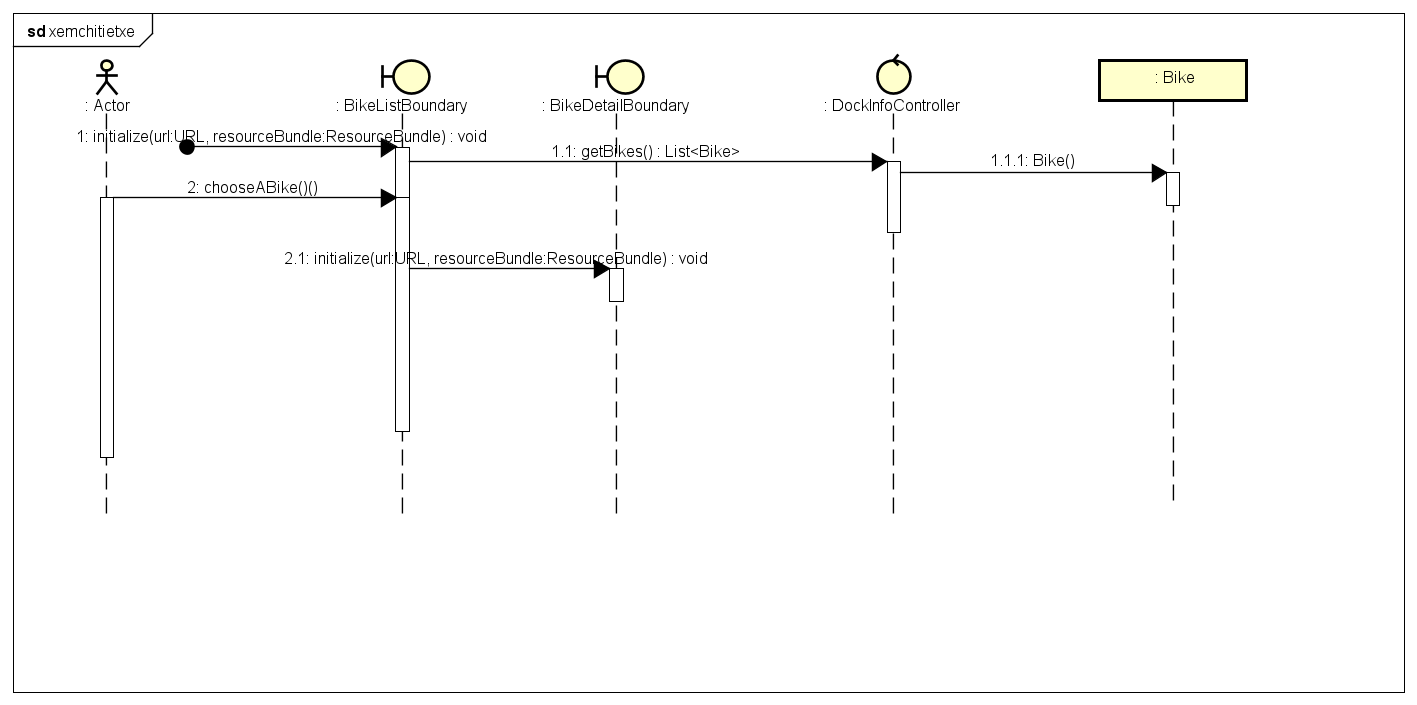 sd xemchitietxe
: Actor
: BikeListBoundary
: BikeDetailBoundary
: DockInfoController
: Bike
1: initialize(url:URL, resourceBundle:ResourceBundle) : void
1.1: getBikes() : List<Bike>
1.1.1: Bike()
2: chooseABike()()
2.1: initialize(url:URL, resourceBundle:ResourceBundle) : void